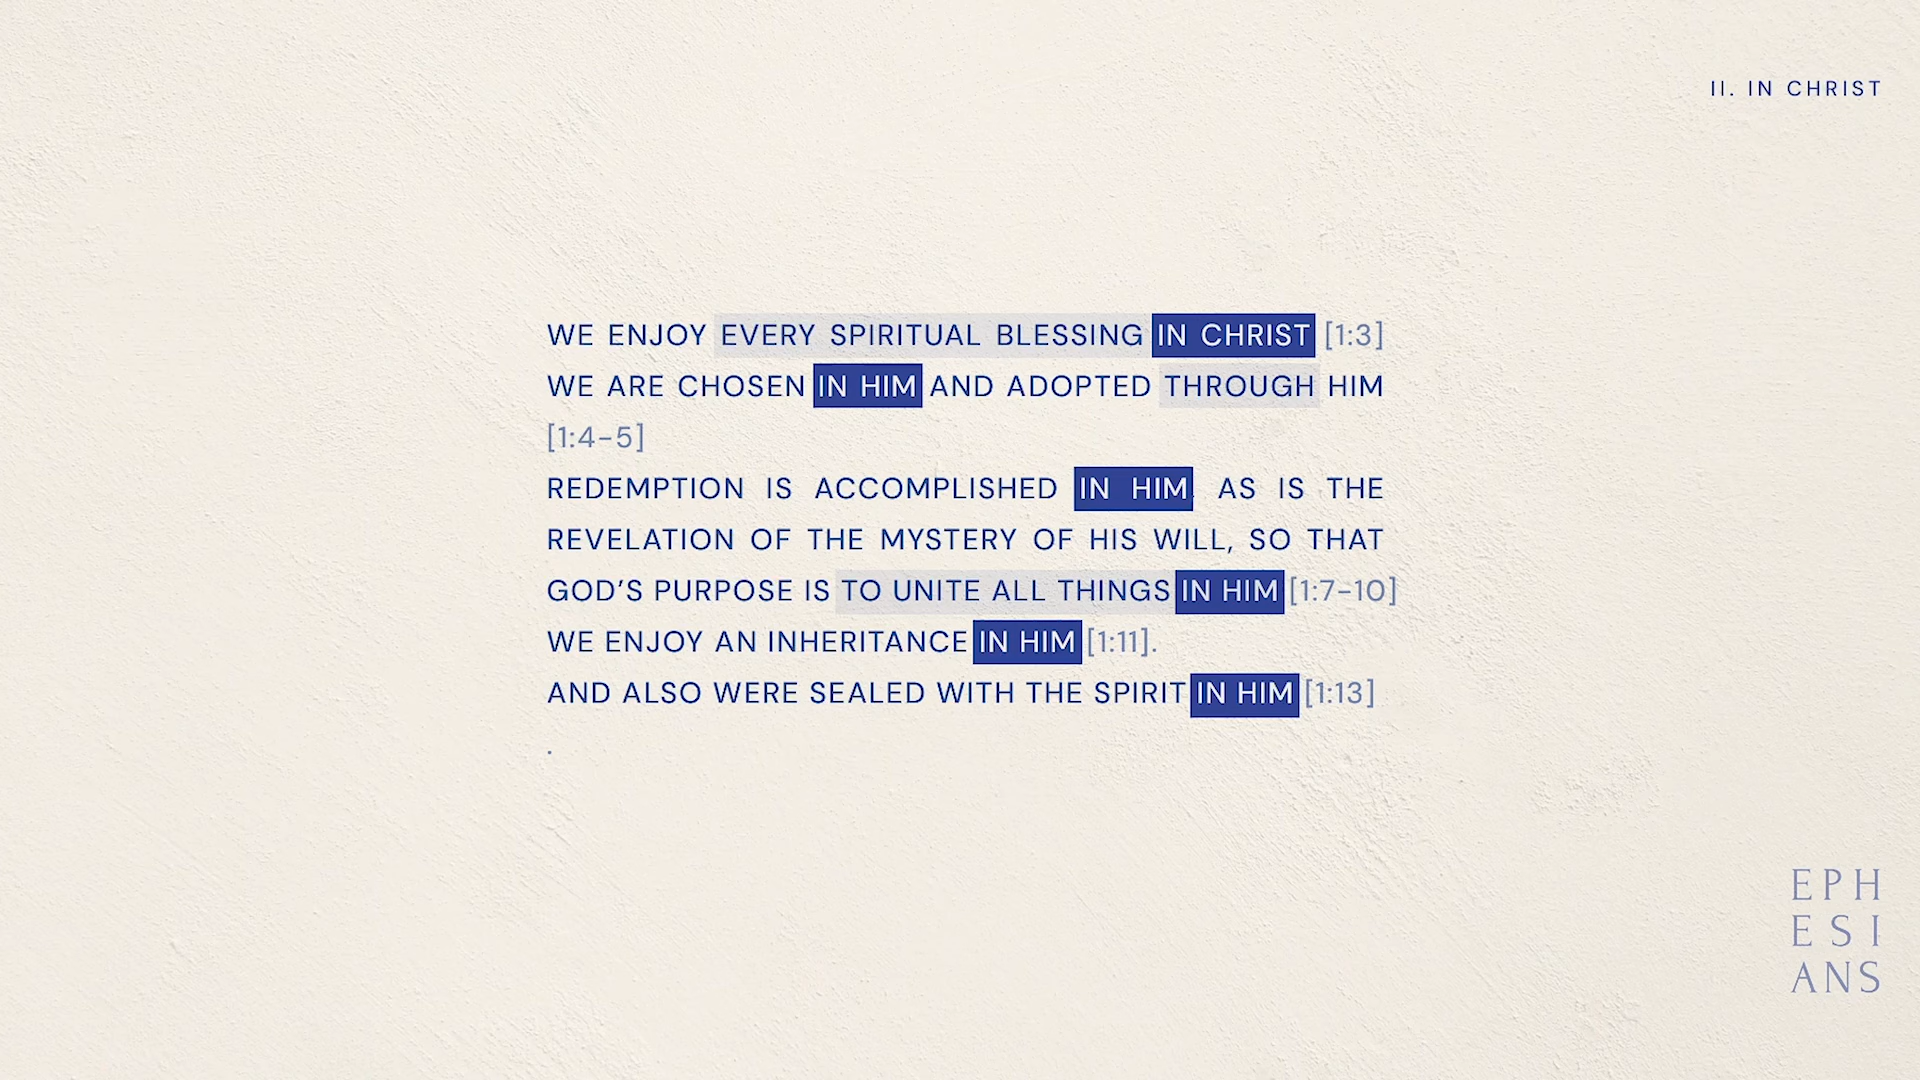 II. IN CHRIST
WE ENJOY EVERY SPIRITUAL BLESSING IN CHRIST [1:3]
WE ARE CHOSEN IN HIM AND ADOPTED THROUGH HIM
[1:4-5]
REDEMPTION IS ACCOMPLISHED IN HIM, AS IS THE
REVELATION OF THE MYSTERY OF HIS WILL, SO THAT
GOD’S PURPOSE IS TO UNITE ALL THINGS IN HIM [1:7-10]
WE ENJOY AN INHERITANCE IN HIM [1:11].
AND ALSO WERE SEALED WITH THE SPIRIT IN HIM [1:13]
.
EPH
ESI
ANS